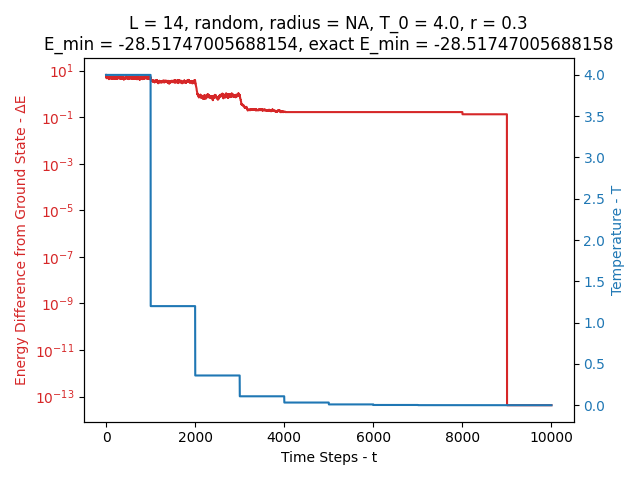 L = 14, random, radius = NA, T_0 = 4.0, r = 0.3
E_min = -28.51747005688154, exact E_min = -28.51747005688158
10¹
10⁻¹
10⁻³
10⁻⁵
10⁻⁷
10⁻⁹
10⁻¹¹
10⁻¹³
Energy Difference from Ground State - ΔE
4.0
3.5
3.0
2.5
2.0
1.5
1.0
0.5
0.0
Temperature - T
0 2000 4000 6000 8000 10000
Time Steps - t